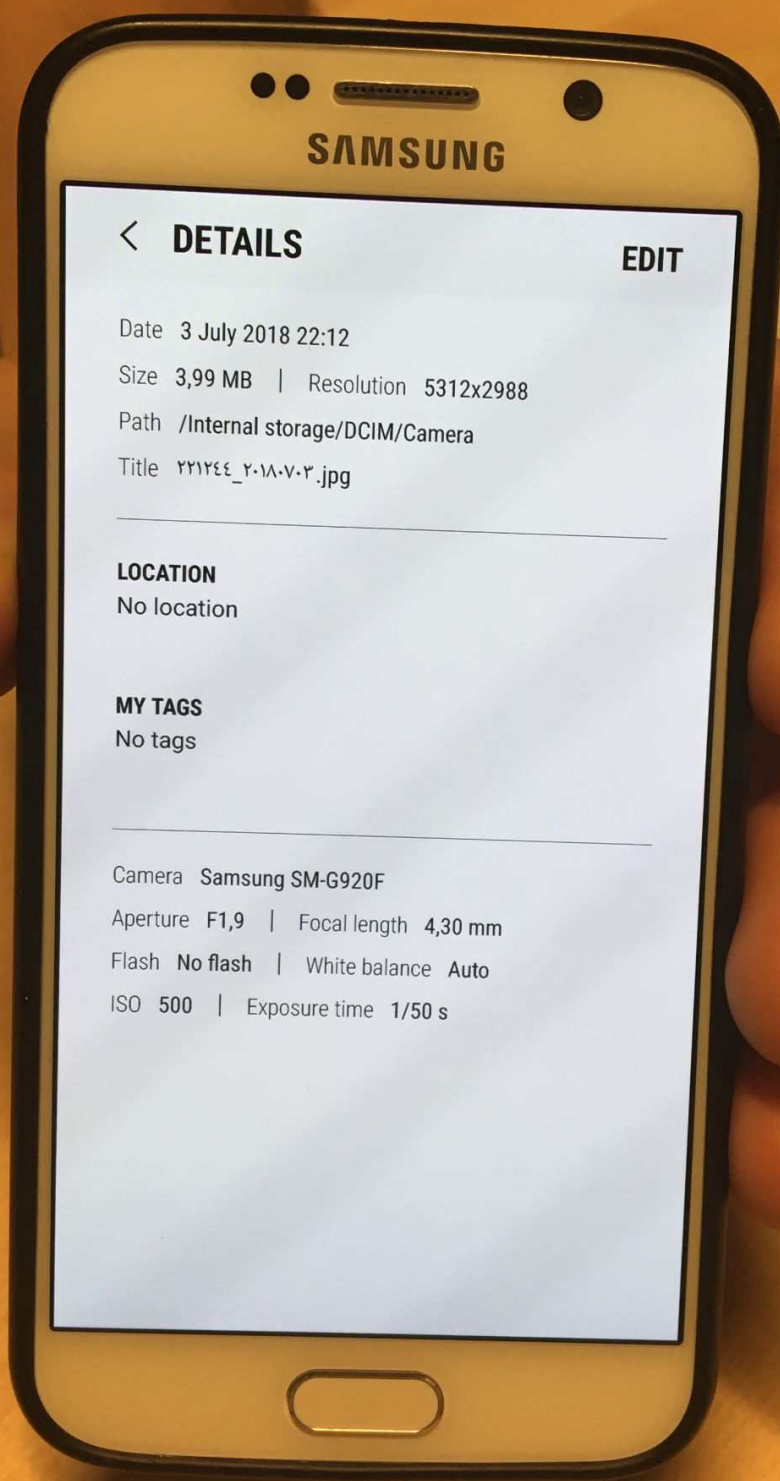 SAMSUNG
DETAILS EDIT
Date 3 July 2018 22:12
Size 3,99 MB | Resolution 5312x2988
Path /Internal storage/DCIM/Camera
Title ٢٢١٢٤٤_٢٠١٨٠٧٠٣.jpg
LOCATION
No location
MY TAGS
No tags
Camera Samsung SM-G920F
Aperture F1,9 | Focal length 4,30 mm
Flash No flash | White balance Auto
ISO 500 | Exposure time 1/50 s